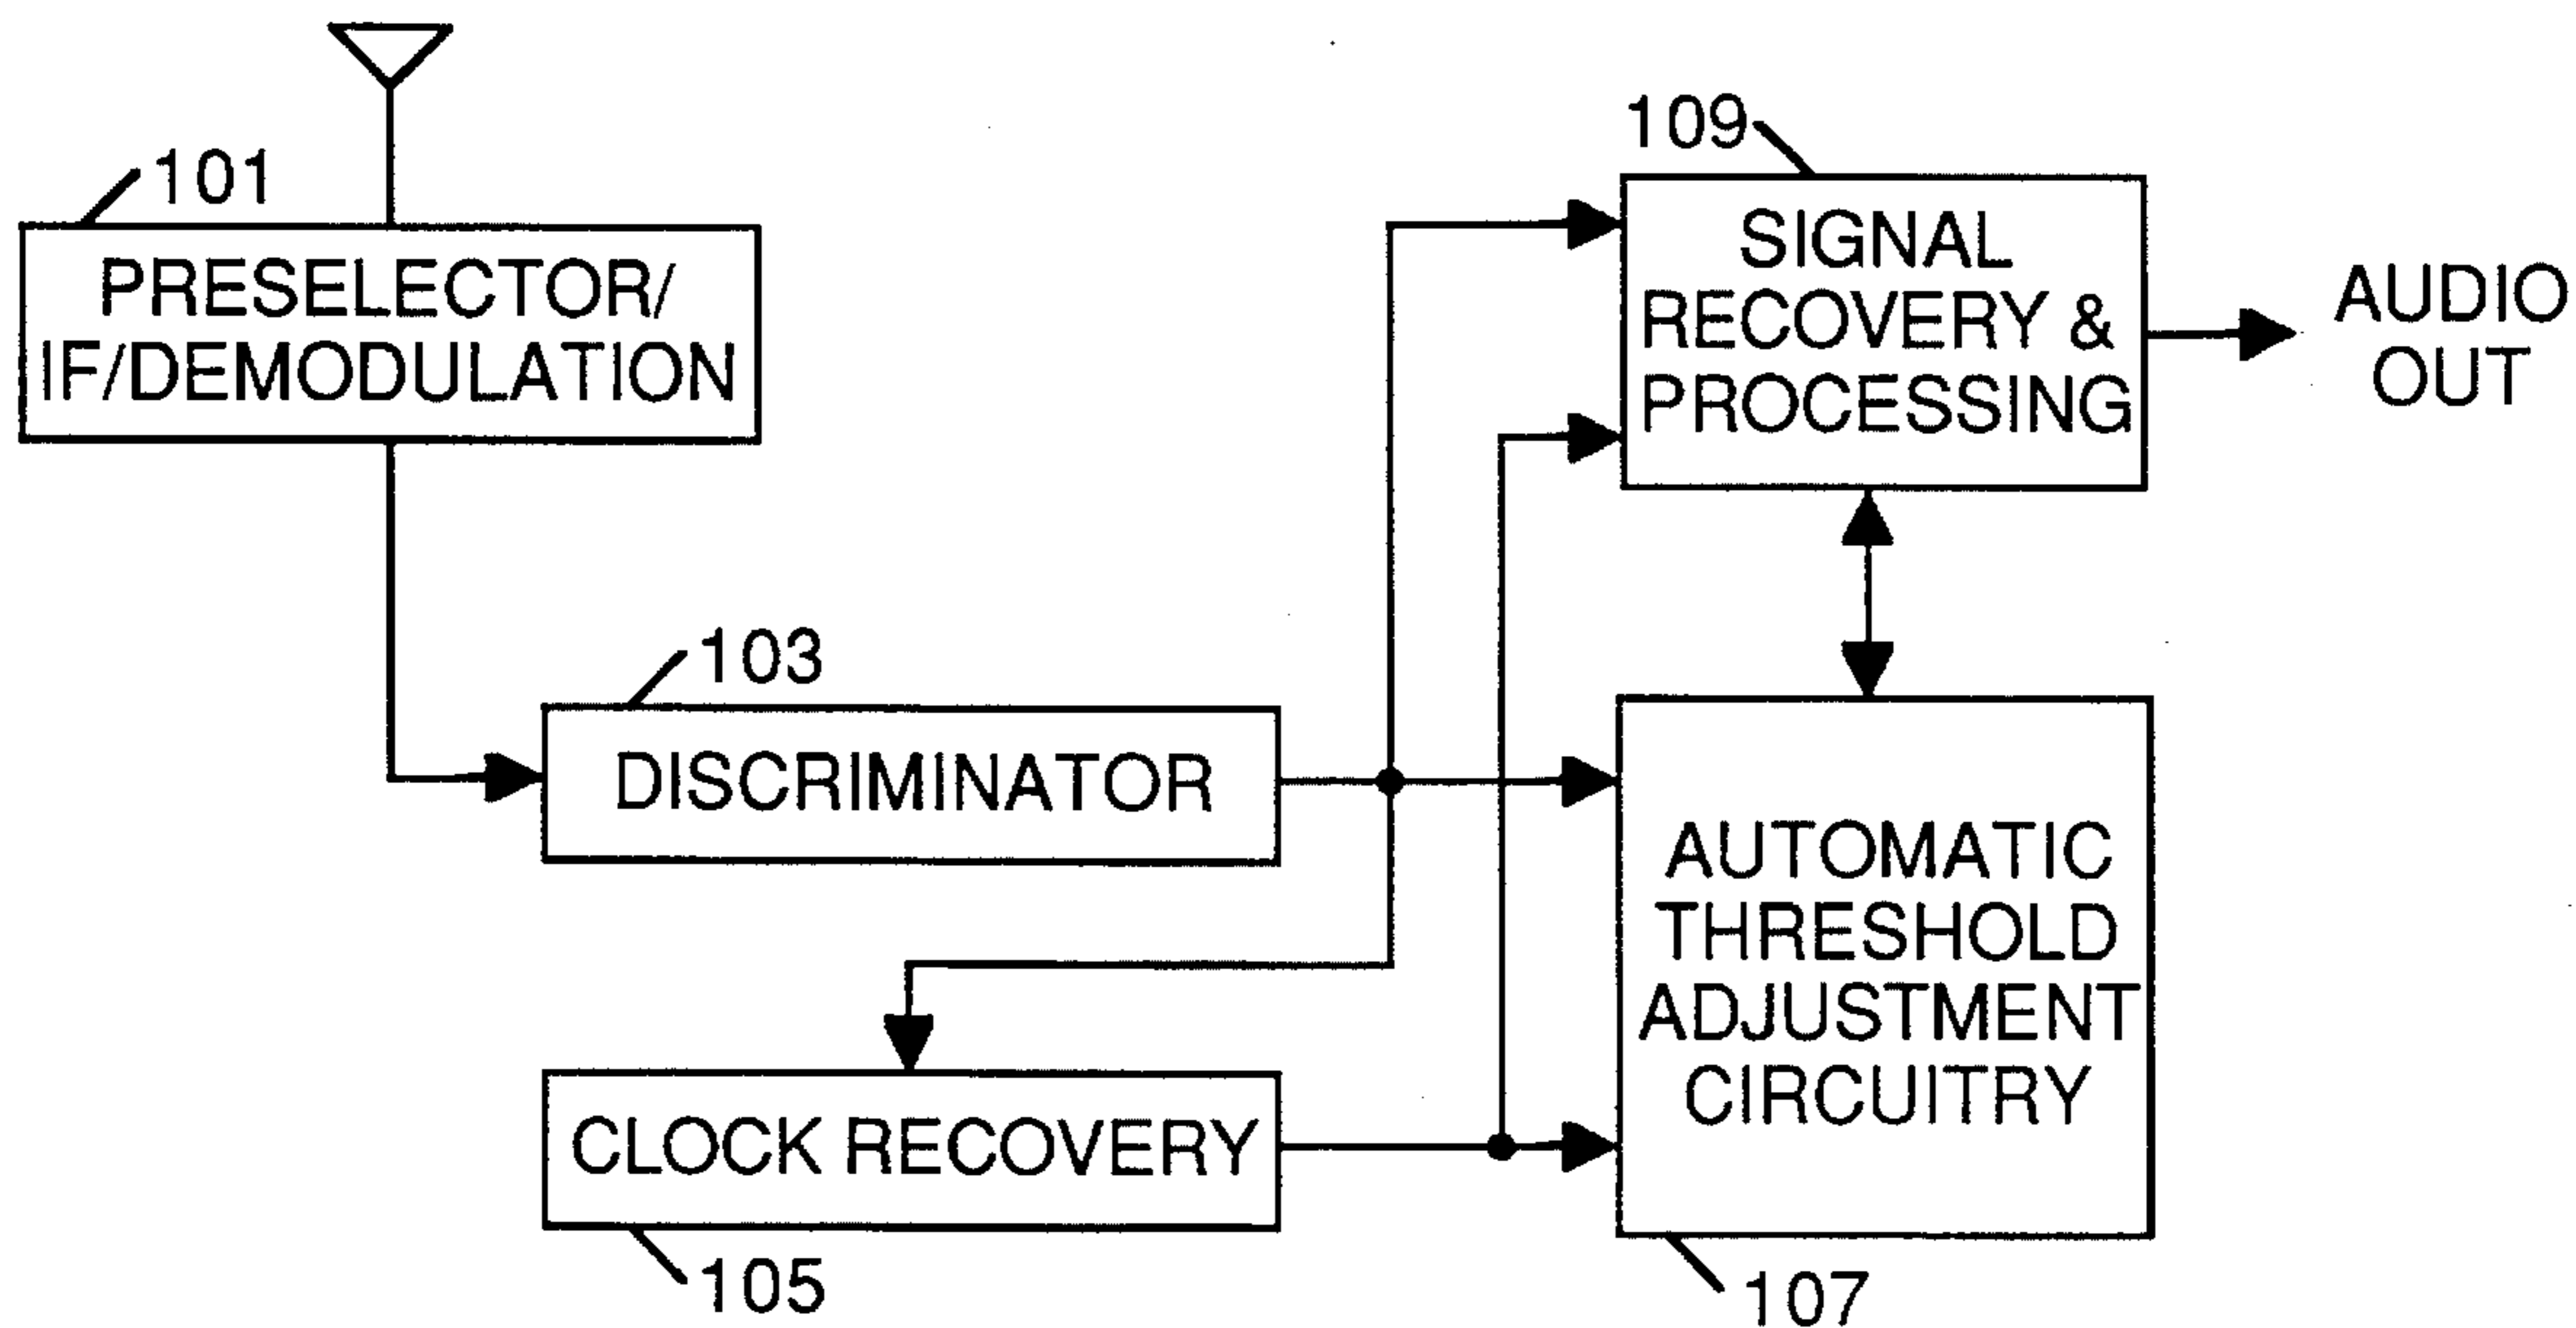 101
PRESELECTOR/
IF/DEMODULATION
109
SIGNAL
RECOVERY &
PROCESSING
AUDIO
OUT
103
DISCRIMINATOR
AUTOMATIC
THRESHOLD
ADJUSTMENT
CIRCUITRY
CLOCK RECOVERY
105
107